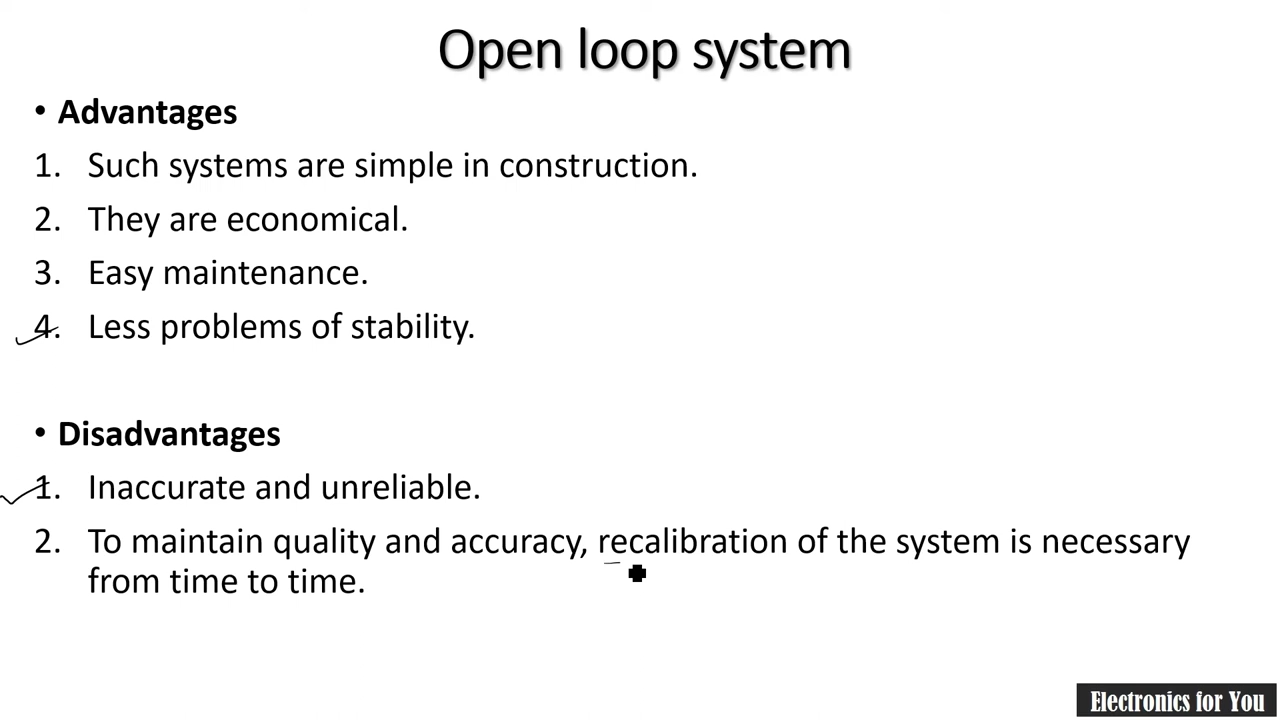 Open loop system
• Advantages
1. Such systems are simple in construction.
2. They are economical.
3. Easy maintenance.
4. Less problems of stability.
• Disadvantages
1. Inaccurate and unreliable.
2. To maintain quality and accuracy, recalibration of the system is necessary
from time to time.
Electronics for You